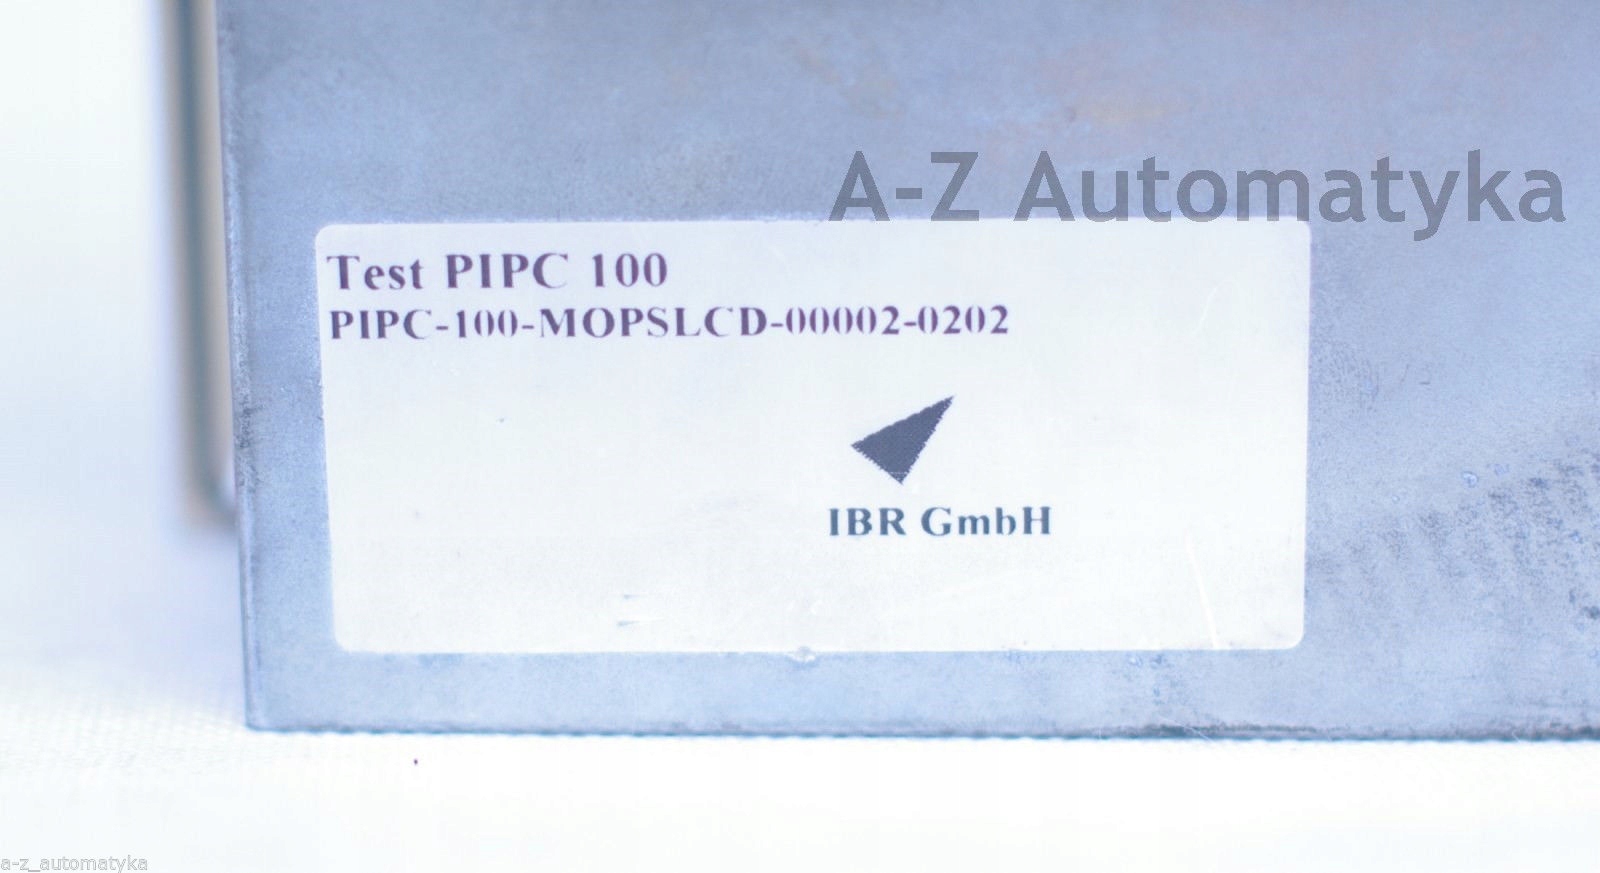 A-Z Automatyka
Test PIPC 100
PIPC-100-MOPSLCD-00002-0202
IBR GmbH
a-z_automatyka